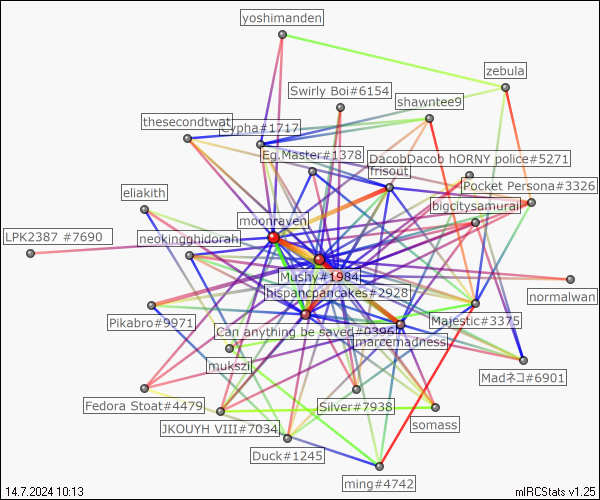 yoshimanden
zebula
Swirly Boi#6154
shawntee9
thesecondtwat
Cypha#1717
Eg.Master#1378
DacobDacob hORNY police#5271
frisout
Pocket Persona#3326
eliakith
bigcitysamurai
moonraven
LPK2387 #7690
neokingghidorah
Mushy#1984
hispancpancakes#2928
normalwan
Pikabro#9971
Can anything be saved#0396
Majestic#3375
jmarcemadness
mukszi
Madネコ#6901
Fedora Stoat#4479
Silver#7938
JKOUYH VIII#7034
somass
Duck#1245
ming#4742
14.7.2024 10:13
mIRCStats v1.25